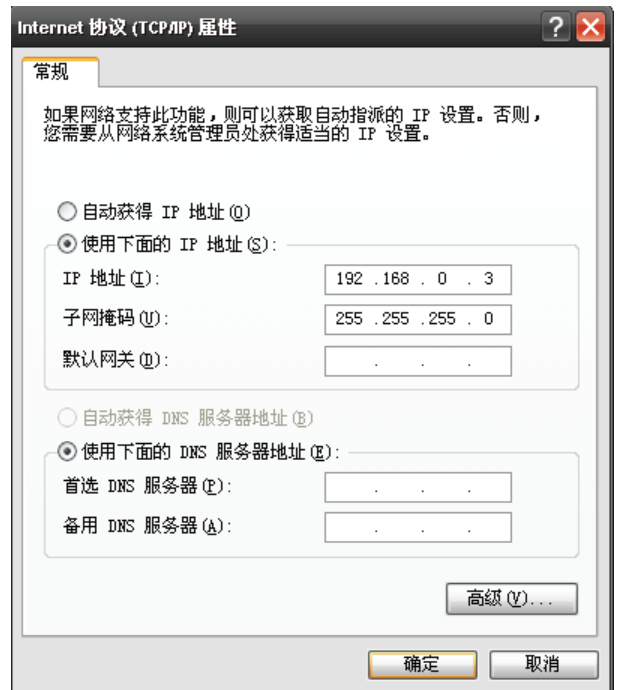 Internet 协议 (TCP/IP) 属性
常规
如果网络支持此功能，则可以获取自动指派的 IP 设置。否则，
您需要从网络系统管理员处获得适当的 IP 设置。
自动获得 IP 地址(O)
使用下面的 IP 地址(S):
IP 地址(I): 192 .168 . 0 . 3
子网掩码(U): 255 .255 .255 . 0
默认网关(D): . . .
自动获得 DNS 服务器地址(B)
使用下面的 DNS 服务器地址(E):
首选 DNS 服务器(P): . . .
备用 DNS 服务器(A): . . .
高级(V)...
确定 取消